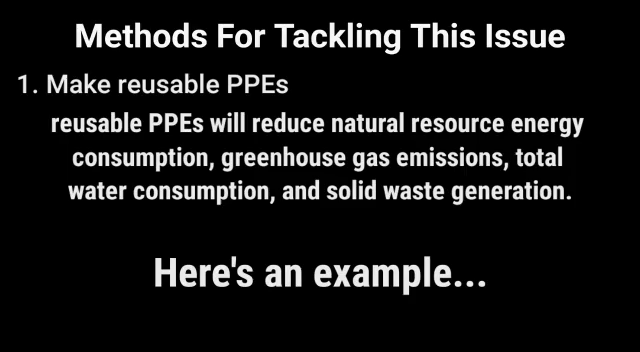 Methods For Tackling This Issue
1. Make reusable PPEs
reusable PPEs will reduce natural resource energy
consumption, greenhouse gas emissions, total
water consumption, and solid waste generation.
Here's an example...